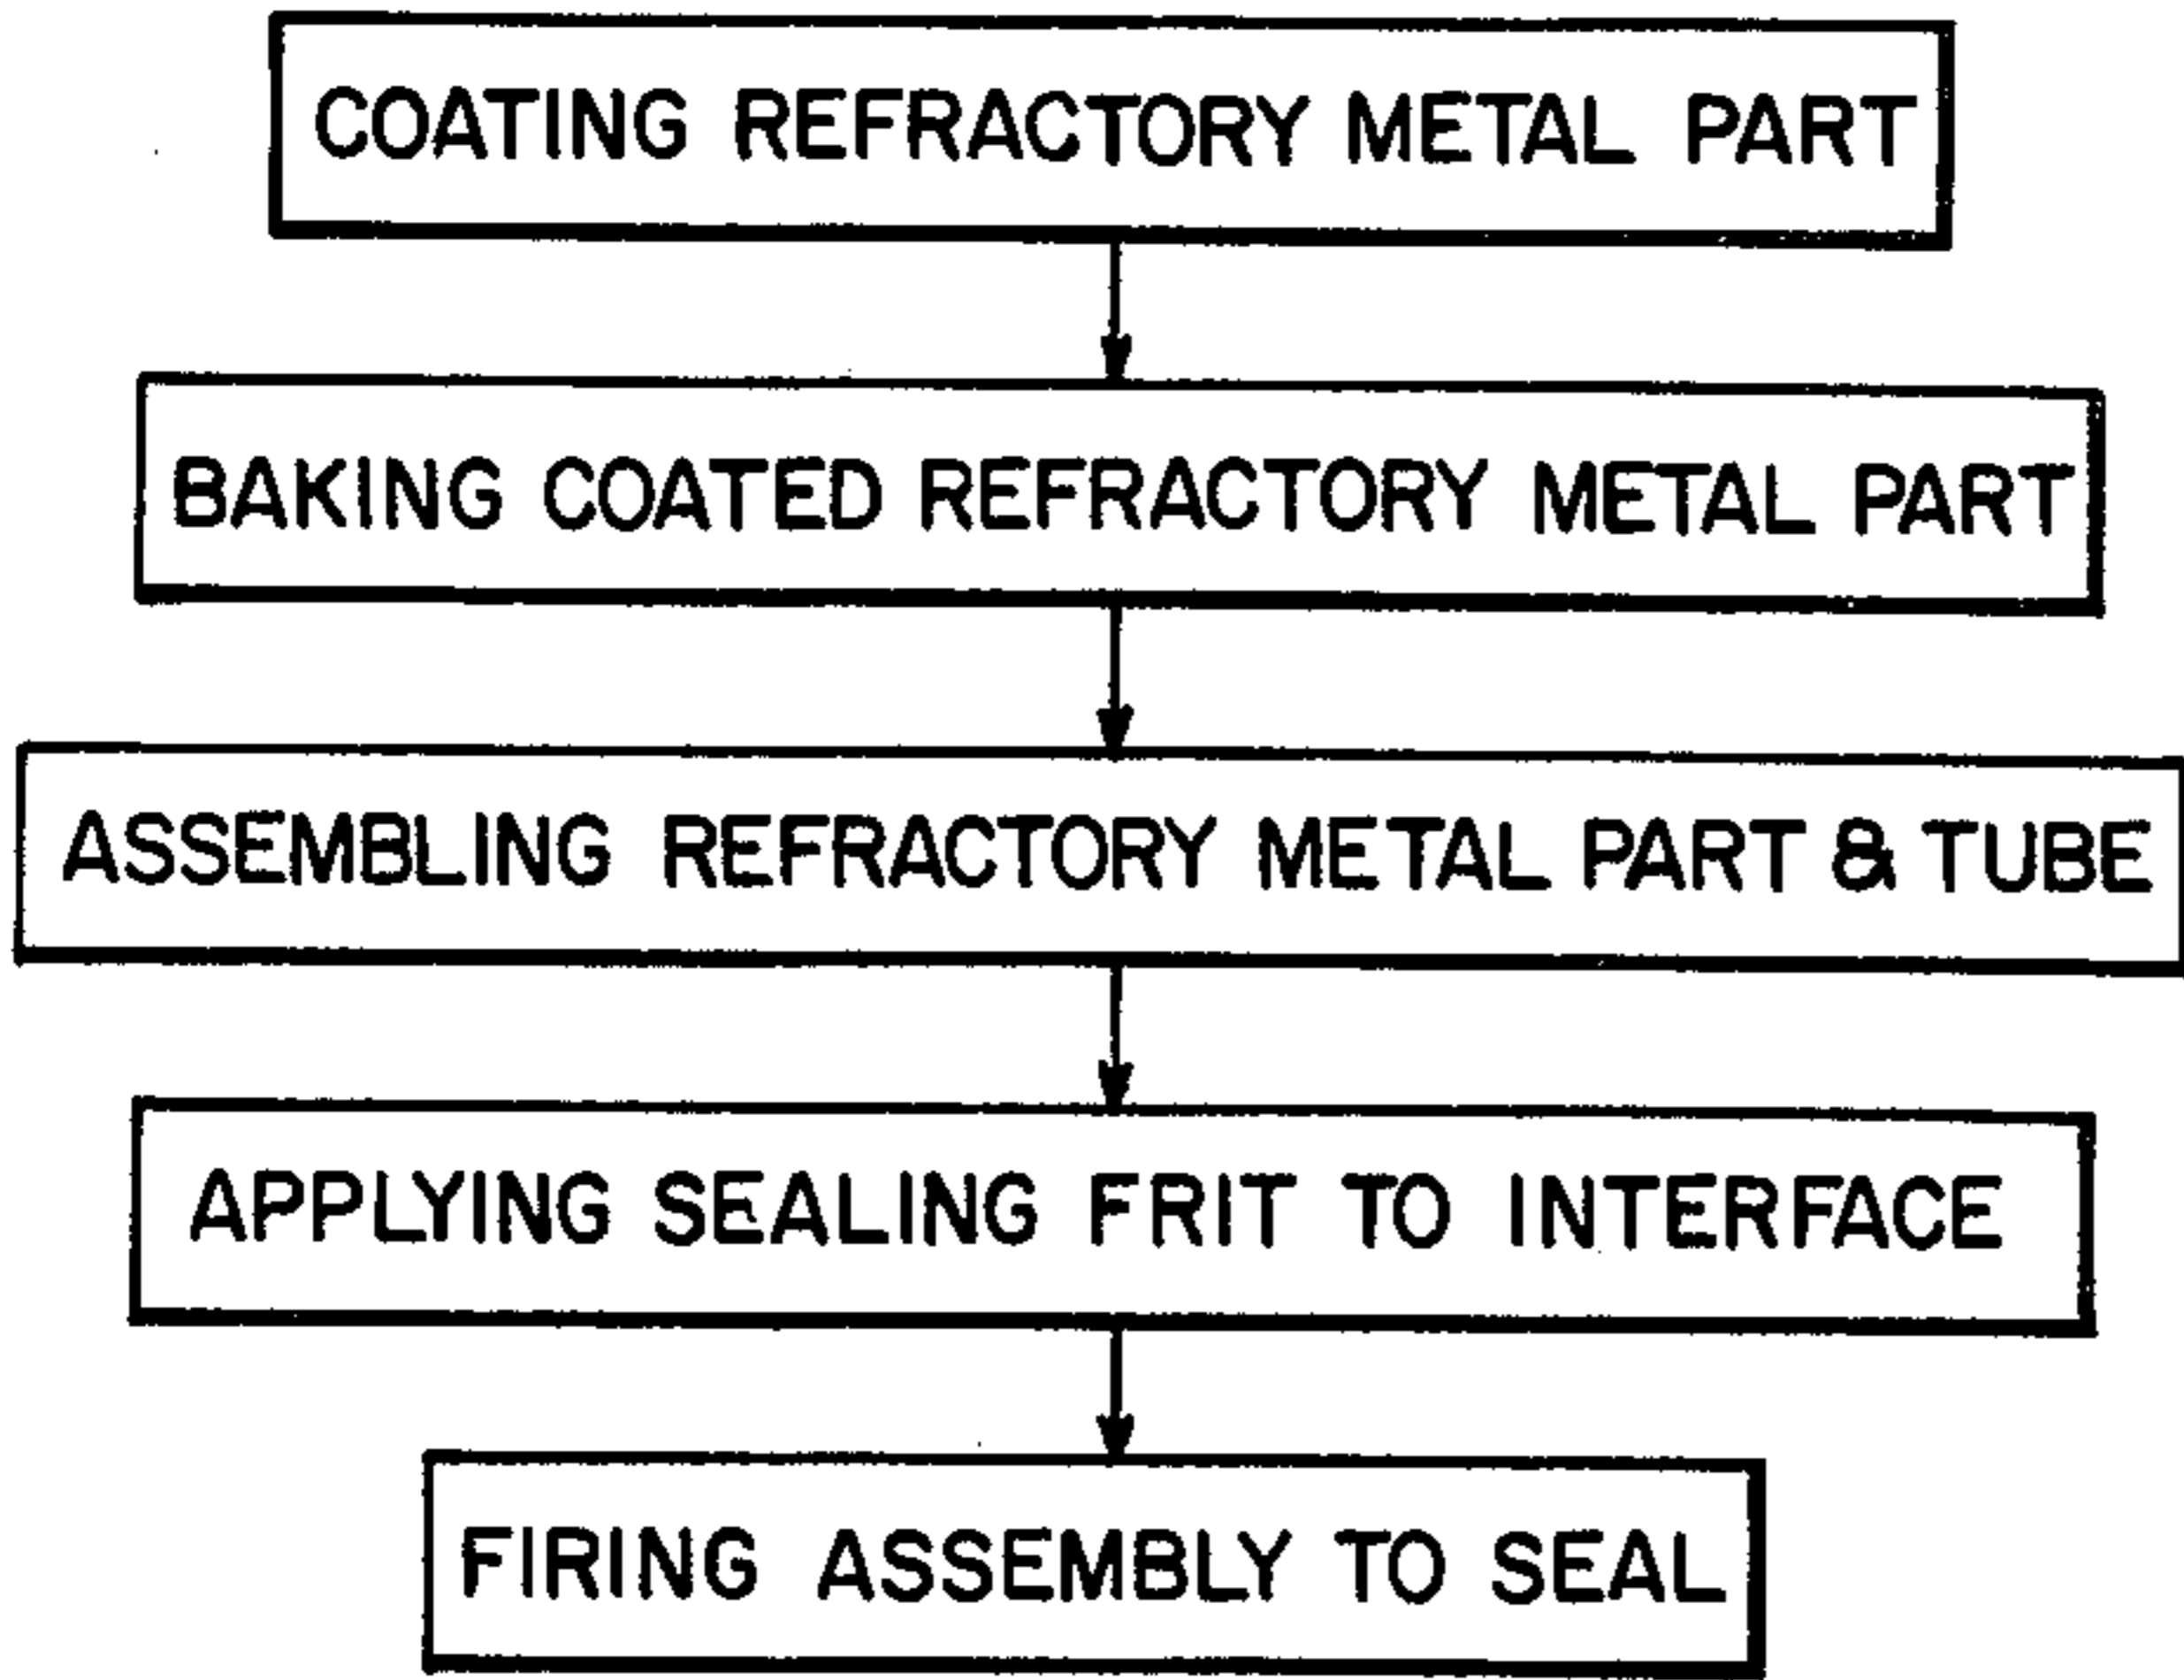 COATING REFRACTORY METAL PART
BAKING COATED REFRACTORY METAL PART
ASSEMBLING REFRACTORY METAL PART & TUBE
APPLYING SEALING FRIT TO INTERFACE
FIRING ASSEMBLY TO SEAL